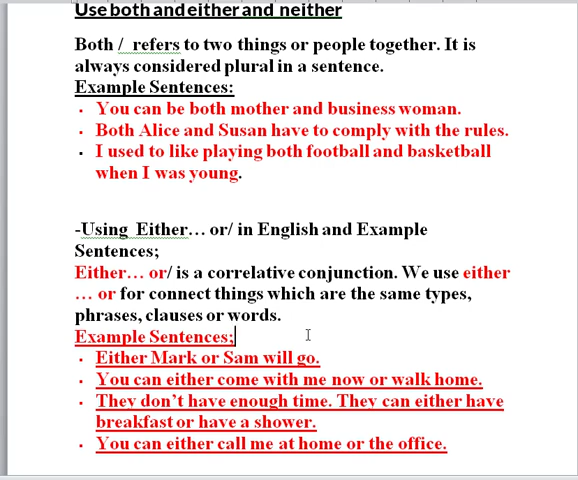 Use both and either and neither
Both / refers to two things or people together. It is
always considered plural in a sentence.
Example Sentences:
• You can be both mother and business woman.
• Both Alice and Susan have to comply with the rules.
• I used to like playing both football and basketball
when I was young.
-Using Either… or/ in English and Example
Sentences;
Either… or/ is a correlative conjunction. We use either
… or for connect things which are the same types,
phrases, clauses or words.
Example Sentences;
• Either Mark or Sam will go.
• You can either come with me now or walk home.
• They don’t have enough time. They can either have
breakfast or have a shower.
• You can either call me at home or the office.